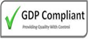 GDP Compliant
Providing Quality With Control